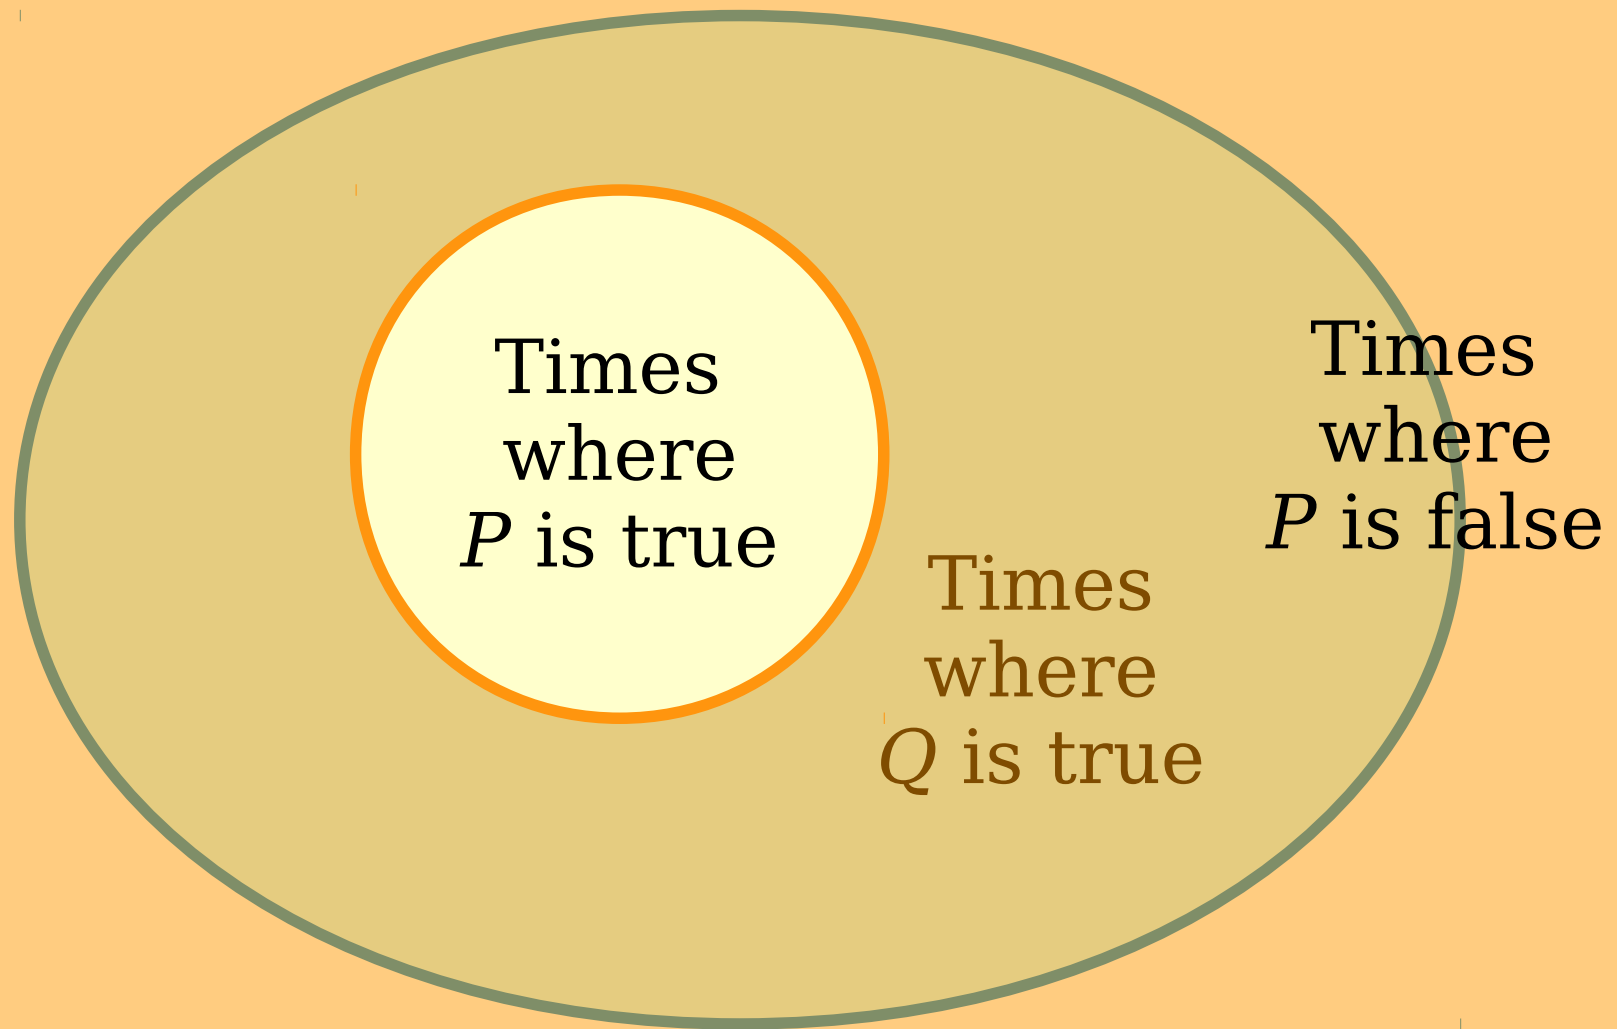 Times
where
P is true
Times
where
P is false
Times
where
Q is true